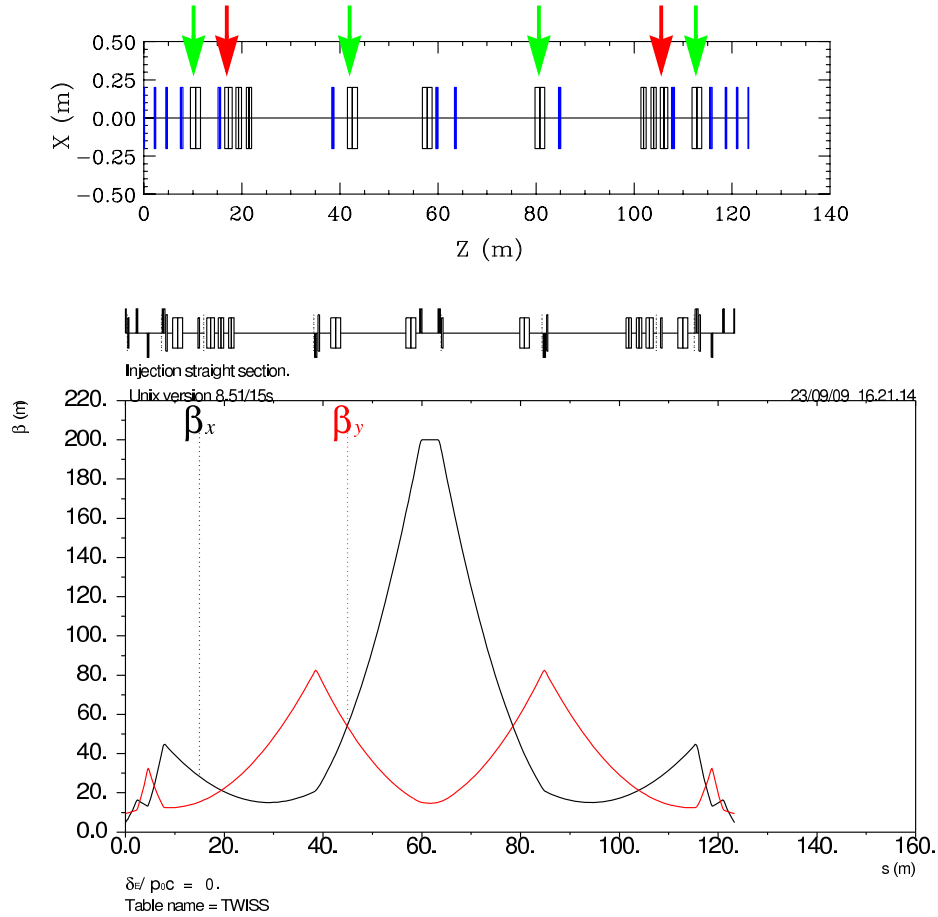 0.50
0.25
0.00
−0.25
−0.50
X (m)
0 20 40 60 80 100 120 140
Z (m)
Injection straight section.
Unix version 8.51/15s 23/09/09 16.21.14
220.
200.
180.
160.
140.
120.
100.
80.
60.
40.
20.
0.0
β (m)
βx βy
0.0 20. 40. 60. 80. 100. 120. 140. 160.
s (m)
δE/ p0c = 0.
Table name = TWISS